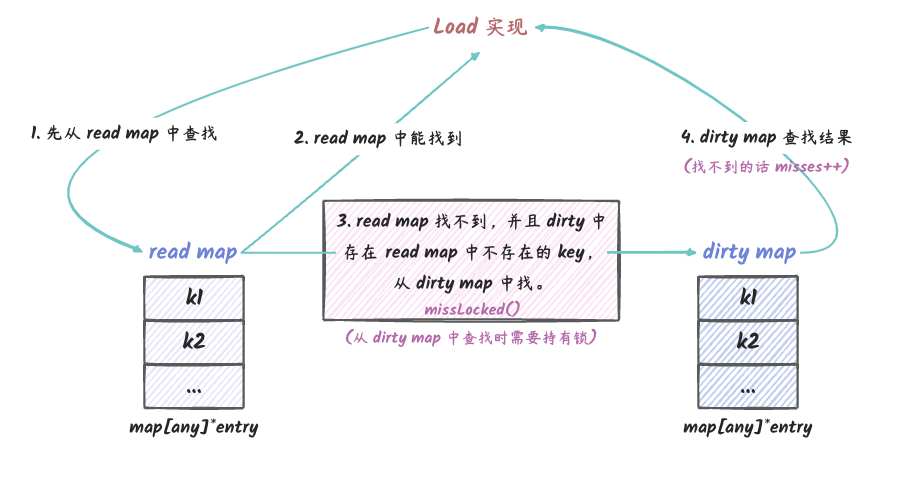 Load 实现
1. 先从 read map 中查找
2. read map 中能找到
4. dirty map 查找结果
(找不到的话 misses++)
3. read map 找不到，并且 dirty 中
存在 read map 中不存在的 key，
从 dirty map 中找。
missLocked()
(从 dirty map 中查找时需要持有锁)
read map
k1
k2
...
map[any]*entry
dirty map
k1
k2
...
map[any]*entry